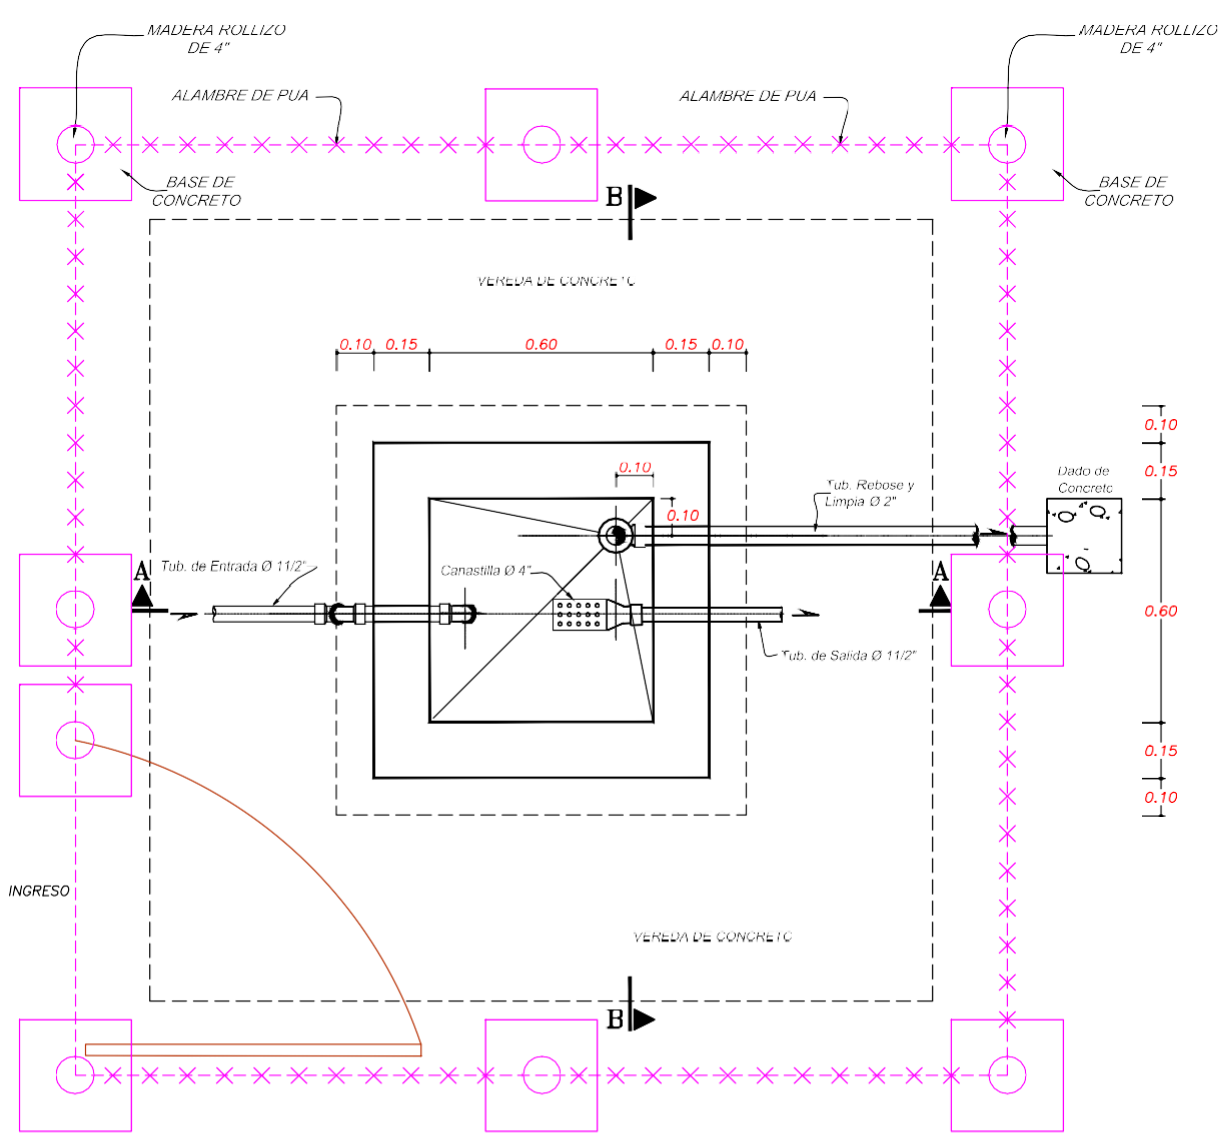 MADERA ROLLIZO
DE 4"
MADERA ROLLIZO
DE 4"
ALAMBRE DE PUA
ALAMBRE DE PUA
BASE DE
CONCRETO
BASE DE
CONCRETO
B
VEREDA DE CONCRETO
0.10
0.15
0.60
0.15
0.10
0.10
0.15
0.60
0.15
0.10
0.10
0.10
Dado de
Concreto
Tub. Rebose y
Limpia Ø 2"
A
Tub. de Entrada Ø 11/2"
Canastilla Ø 4"
A
Tub. de Salida Ø 11/2"
INGRESO
VEREDA DE CONCRETO
B